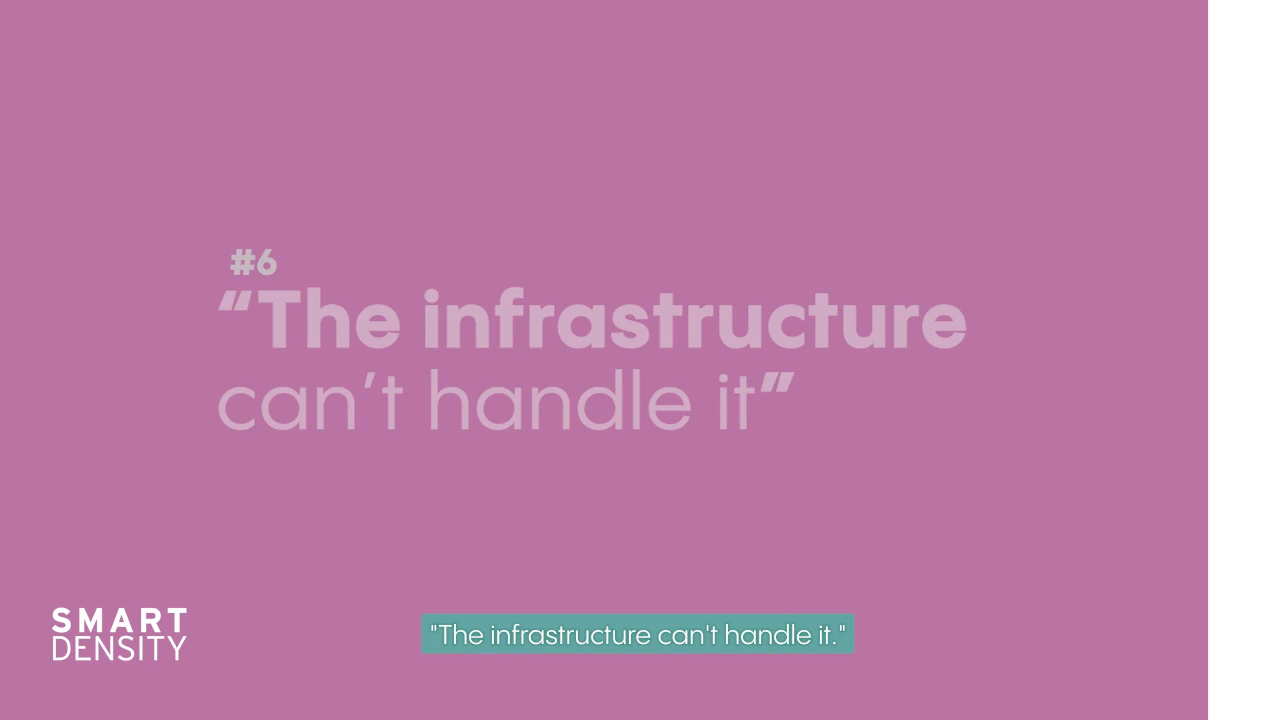 #6
“The infrastructure
can’t handle it”
SMART
DENSITY
"The infrastructure can't handle it."